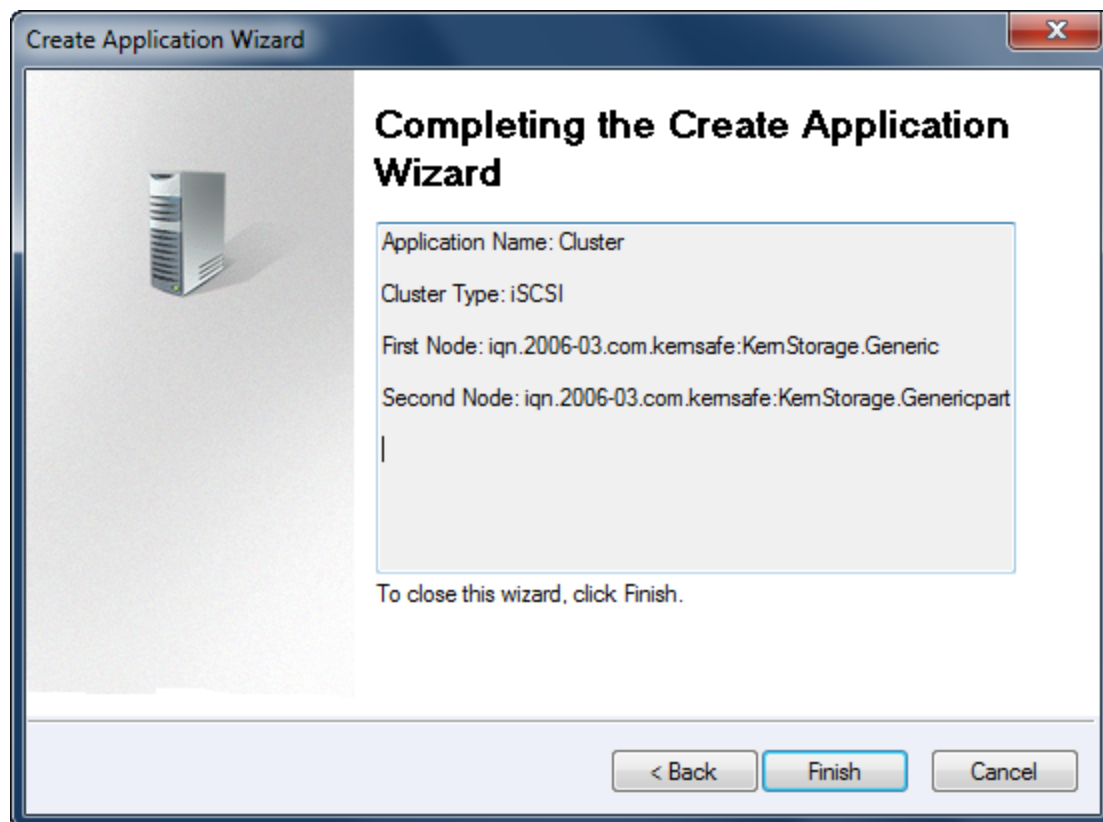 Create Application Wizard
Completing the Create Application
Wizard
Application Name: Cluster
Cluster Type: iSCSI
First Node: iqn.2006-03.com.kernsafe:KernStorage.Generic
Second Node: iqn.2006-03.com.kernsafe:KernStorage.Genericpart
To close this wizard, click Finish.
< Back Finish Cancel